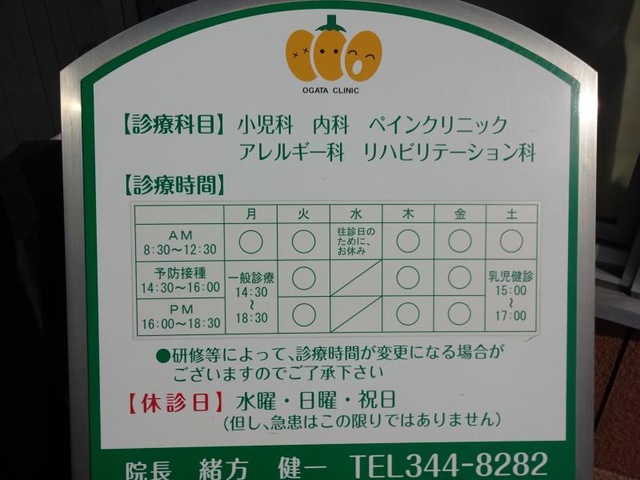 OGATA CLINIC
【診療科目】 小児科 内科 ペインクリニック
アレルギー科 リハビリテーション科
【診療時間】
月 火 水 木 金 土
AM
8:30～12:30
○ ○ 往診日の
ために、
お休み
○ ○ ○
予防接種
14:30～16:00
一般診療
14:30
～
18:30
○ ／ ○ ○
乳児健診
15:00
～
17:00
PM
16:00～18:30
○ ／ ○ ○
●研修等によって、診療時間が変更になる場合が
ございますのでご了承下さい
【休診日】 水曜・日曜・祝日
(但し、急患はこの限りではありません)
院長 緒方 健一 TEL344-8282